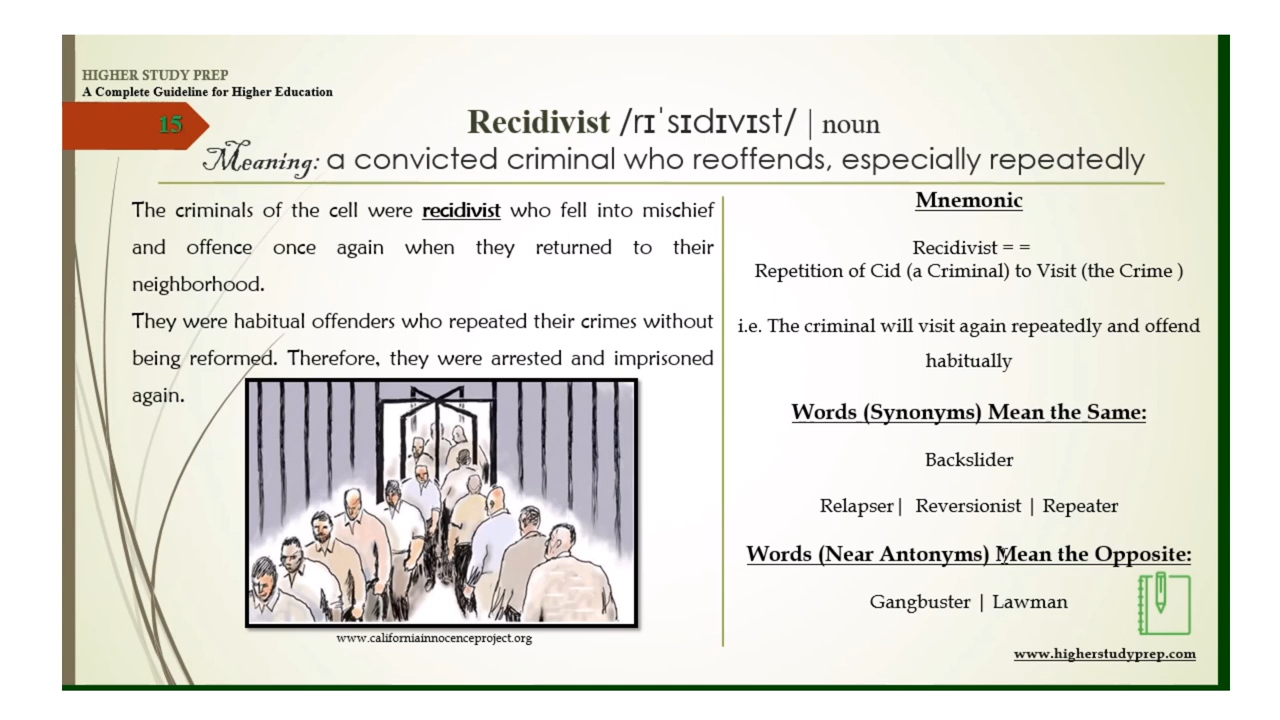 HIGHER STUDY PREP
A Complete Guideline for Higher Education
15
Recidivist /rɪˈsɪdɪvɪst/ | noun
Meaning: a convicted criminal who reoffends, especially repeatedly
The criminals of the cell were recidivist who fell into mischief
and offence once again when they returned to their
neighborhood.
They were habitual offenders who repeated their crimes without
being reformed. Therefore, they were arrested and imprisoned
again.
www.californiainnocenceproject.org
Mnemonic
Recidivist = =
Repetition of Cid (a Criminal) to Visit (the Crime )
i.e. The criminal will visit again repeatedly and offend
habitually
Words (Synonyms) Mean the Same:
Backslider
Relapser| Reversionist | Repeater
Words (Near Antonyms) Mean the Opposite:
Gangbuster | Lawman
www.higherstudyprep.com